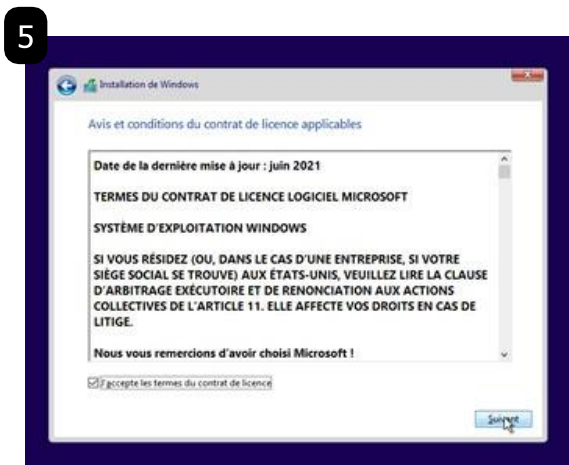 5
Installation de Windows
Avis et conditions du contrat de licence applicables
Date de la dernière mise à jour : juin 2021
TERMES DU CONTRAT DE LICENCE LOGICIEL MICROSOFT
SYSTÈME D'EXPLOITATION WINDOWS
SI VOUS RÉSIDEZ (OU, DANS LE CAS D'UNE ENTREPRISE, SI VOTRE
SIÈGE SOCIAL SE TROUVE) AUX ÉTATS-UNIS, VEUILLEZ LIRE LA CLAUSE
D'ARBITRAGE EXÉCUTOIRE ET DE RENONCIATION AUX ACTIONS
COLLECTIVES DE L'ARTICLE 11. ELLE AFFECTE VOS DROITS EN CAS DE
LITIGE.
Nous vous remercions d'avoir choisi Microsoft !
J'accepte les termes du contrat de licence
Suivant